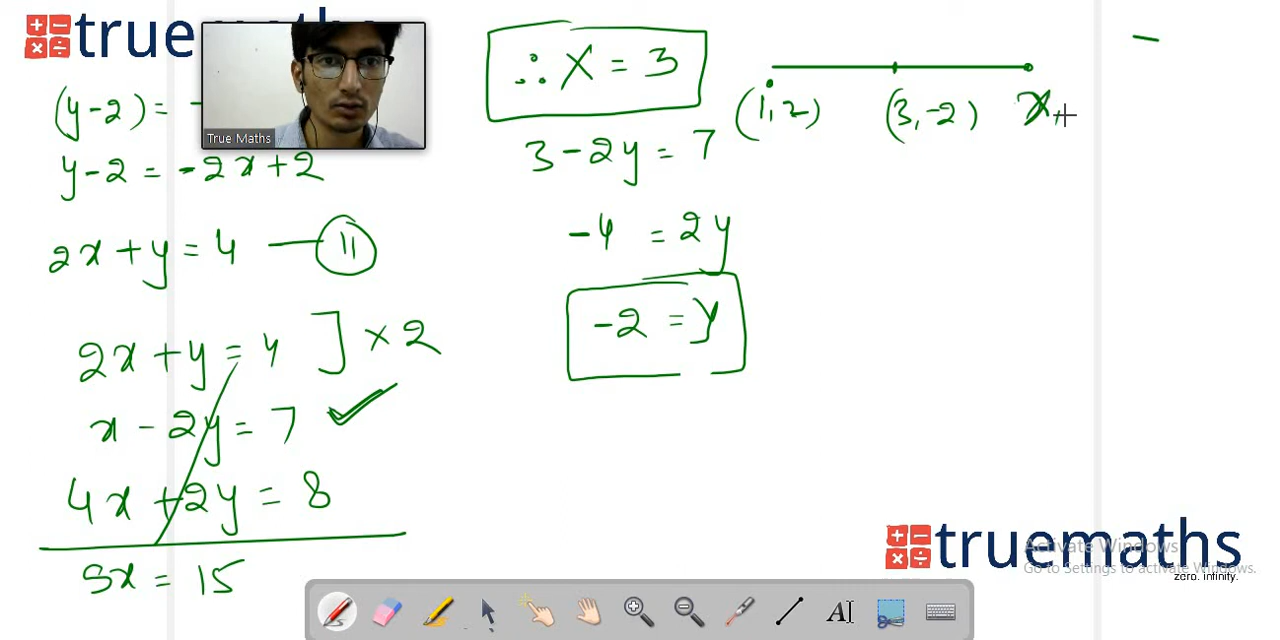 truemaths
(y-2) = -
True Maths
y-2 = -2x+2
2x+y = 4 — 11
2x+y = 4 ] × 2
x - 2y = 7 ✓
4x+2y = 8
5x = 15
∴ x = 3
3-2y = 7
-4 = 2y
-2 = y
(1,2) (3,-2) x,
-
truemaths
zero. infinity.
Activate Windows
Go to Settings to activate Windows.
AI